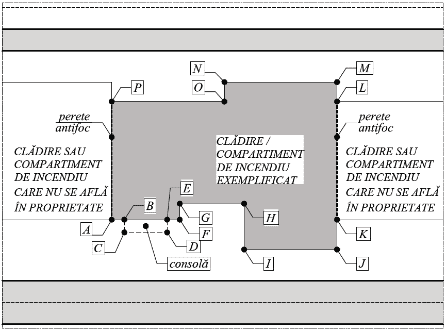 N
M
O
P
L
perete
antifoc
perete
antifoc
CLĂDIRE SAU
COMPARTIMENT
DE INCENDIU
CARE NU SE AFLĂ
ÎN PROPRIETATE
CLĂDIRE /
COMPARTIMENT
DE INCENDIU
EXEMPLIFICAT
CLĂDIRE SAU
COMPARTIMENT
DE INCENDIU
CARE NU SE AFLĂ
ÎN PROPRIETATE
E
B
G
H
A
F
K
C
D
consolă
I
J